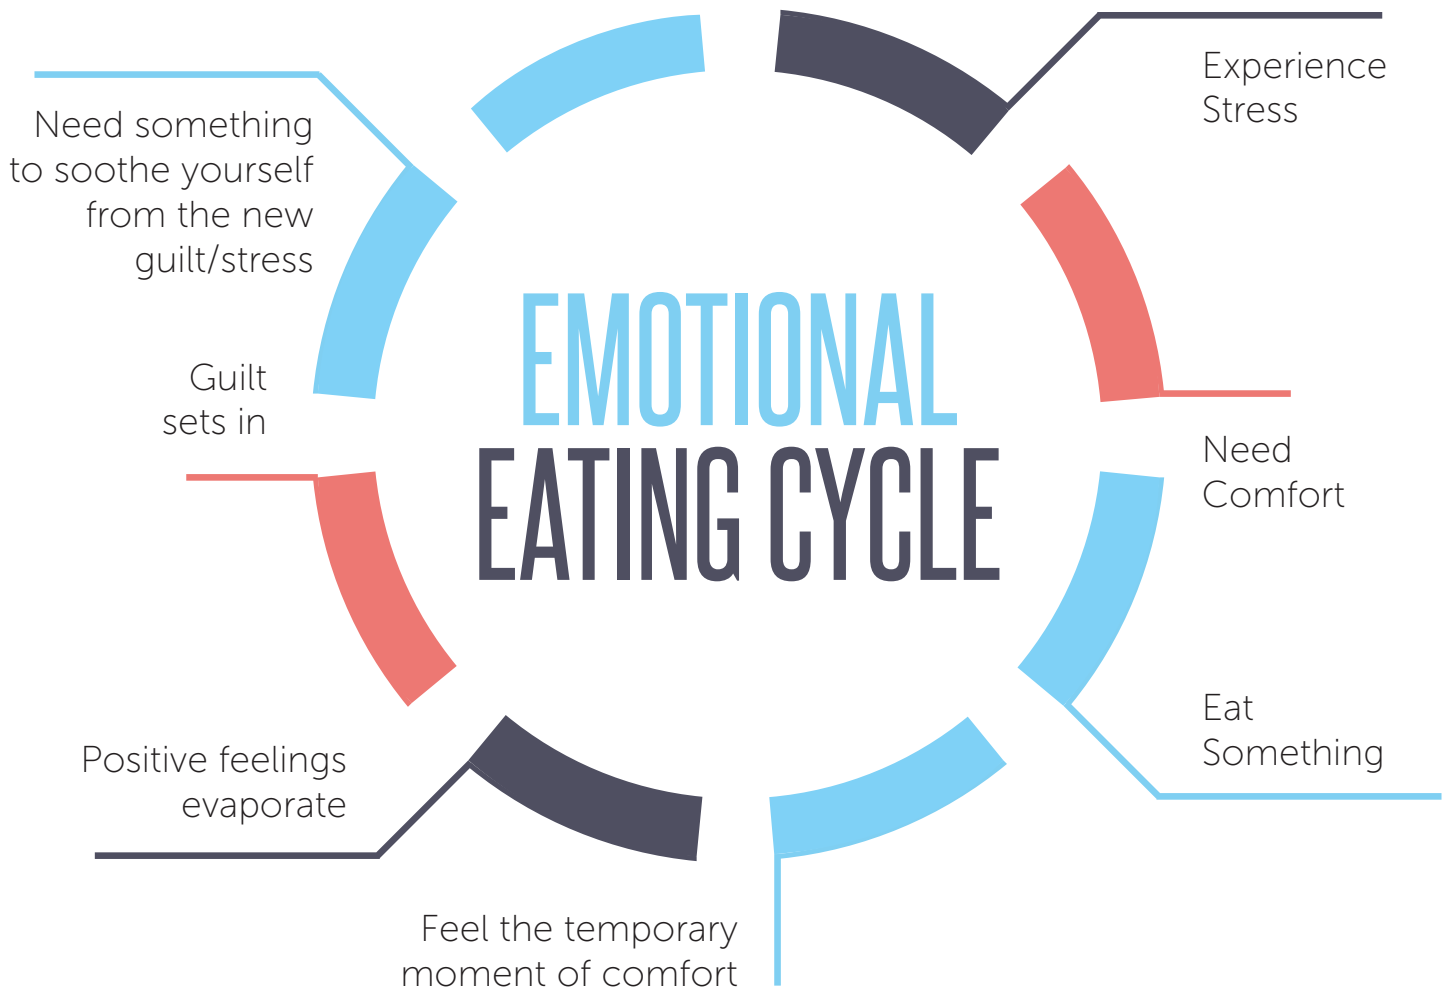 EMOTIONAL
EATING CYCLE
Experience
Stress
Need
Comfort
Eat
Something
Feel the temporary
moment of comfort
Positive feelings
evaporate
Guilt
sets in
Need something
to soothe yourself
from the new
guilt/stress